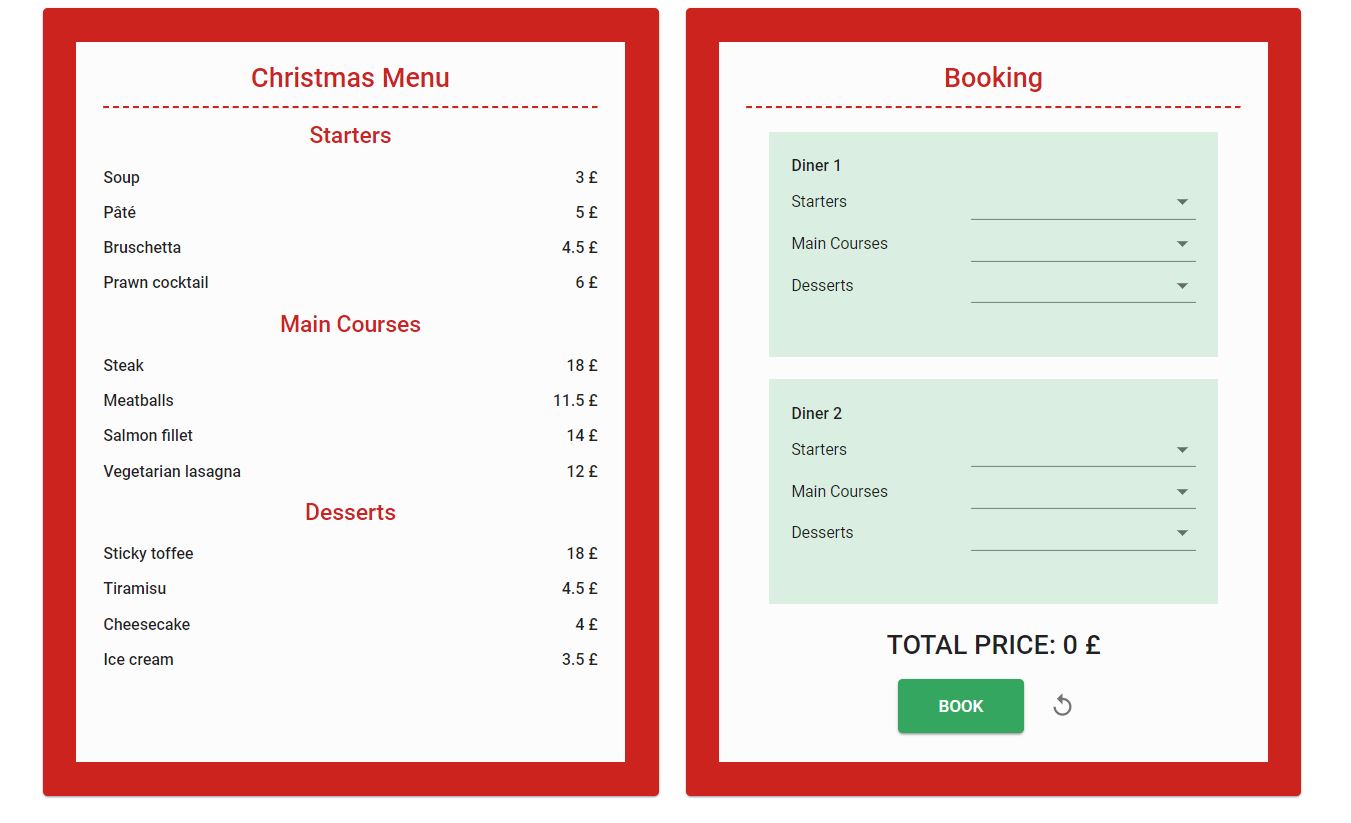 Christmas Menu
Starters
Soup 3 £
Pâté 5 £
Bruschetta 4.5 £
Prawn cocktail 6 £
Main Courses
Steak 18 £
Meatballs 11.5 £
Salmon fillet 14 £
Vegetarian lasagna 12 £
Desserts
Sticky toffee 18 £
Tiramisu 4.5 £
Cheesecake 4 £
Ice cream 3.5 £
Booking
Diner 1
Starters
Main Courses
Desserts
Diner 2
Starters
Main Courses
Desserts
TOTAL PRICE: 0 £
BOOK